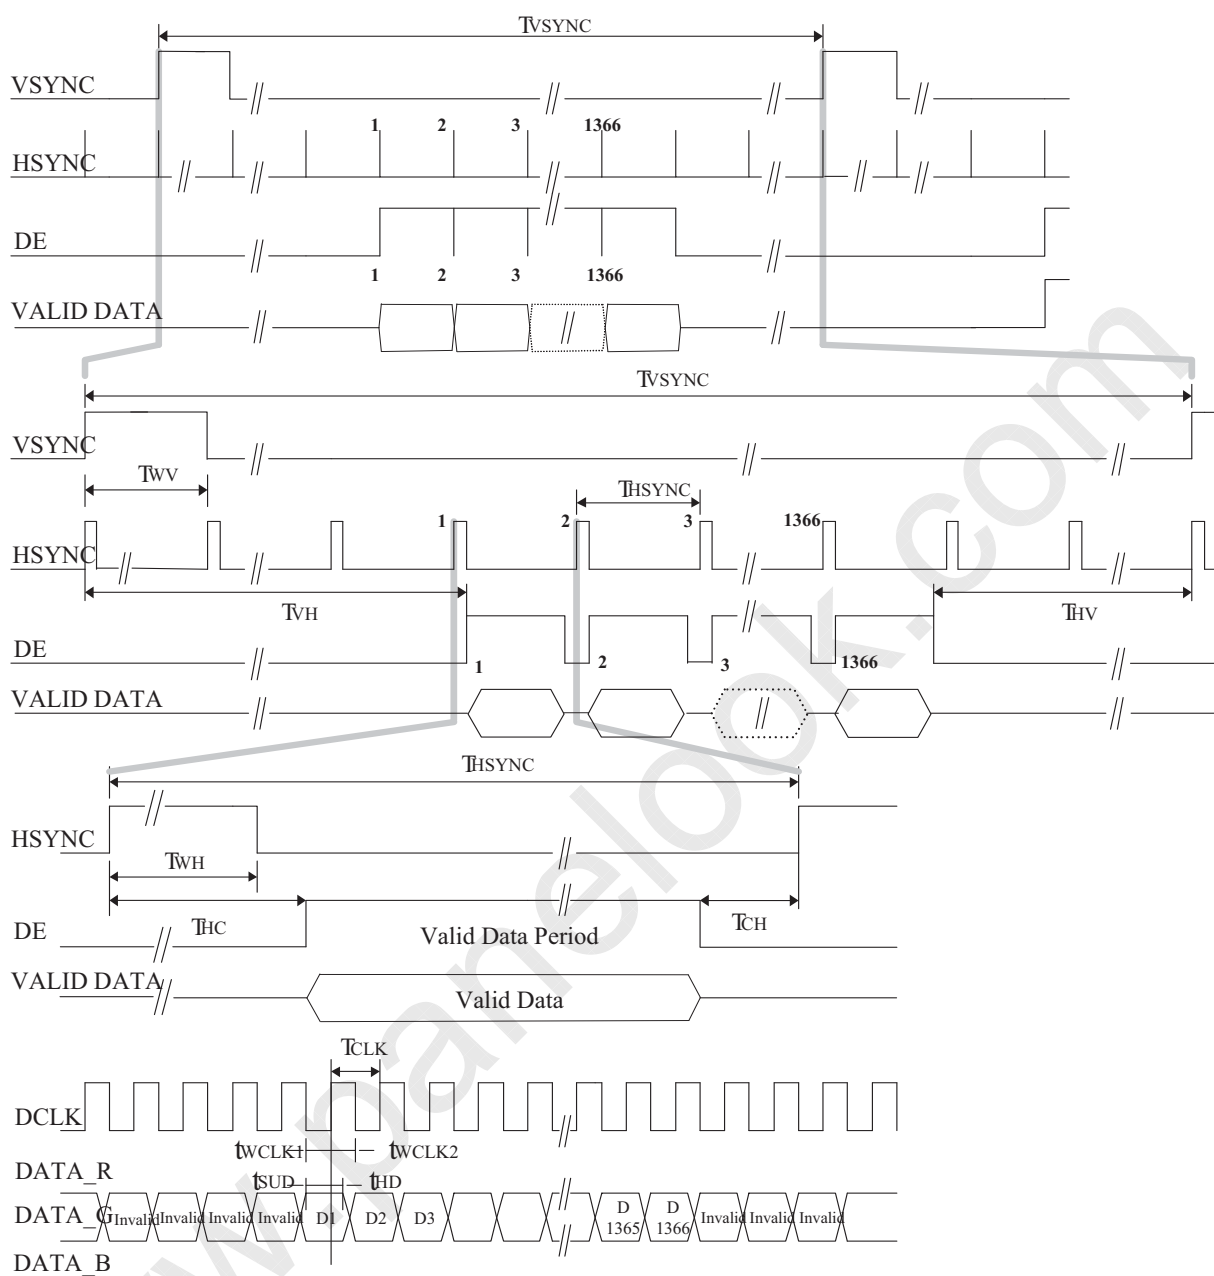 TVSYNC
VSYNC
1 2 3 1366
HSYNC
DE
1 2 3 1366
VALID DATA
TVSYNC
VSYNC
TWV
THSYNC
1 2 3 1366
HSYNC
TVH THV
DE
1 2 3 1366
VALID DATA
THSYNC
HSYNC
TWH
THC TCH
DE
Valid Data Period
VALID DATA
Valid Data
TCLK
DCLK
tWCLK1 tWCLK2
DATA_R
tSUD tHD
DATA_G Invalid Invalid Invalid Invalid D1 D2 D3 D 1365 D 1366 Invalid Invalid Invalid
DATA_B
w.panelook.com